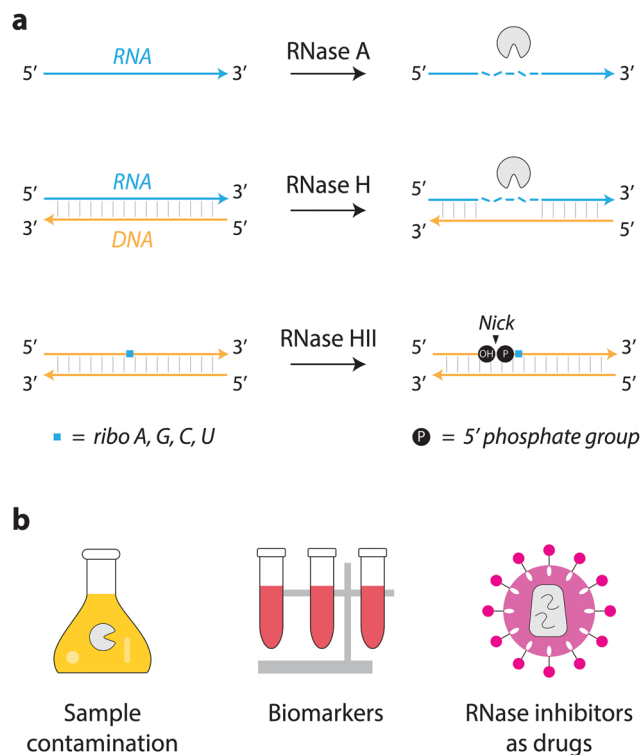 a
RNA
5′ 3′
RNase A
5′ 3′
RNA
5′ 3′
3′ 5′
DNA
RNase H
5′ 3′
3′ 5′
5′ 3′
3′ 5′
RNase HII
Nick
OH P
5′ 3′
3′ 5′
= ribo A, G, C, U
P = 5′ phosphate group
b
Sample
contamination
Biomarkers
RNase inhibitors
as drugs